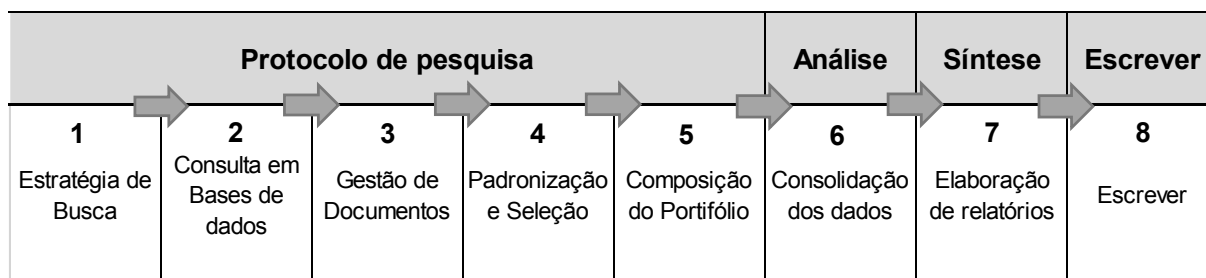 Protocolo de pesquisa
Análise
Síntese
Escrever
1
Estratégia de
Busca
2
Consulta em
Bases de
dados
3
Gestão de
Documentos
4
Padronização
e Seleção
5
Composição
do Portifólio
6
Consolidação
dos dados
7
Elaboração
de relatórios
8
Escrever